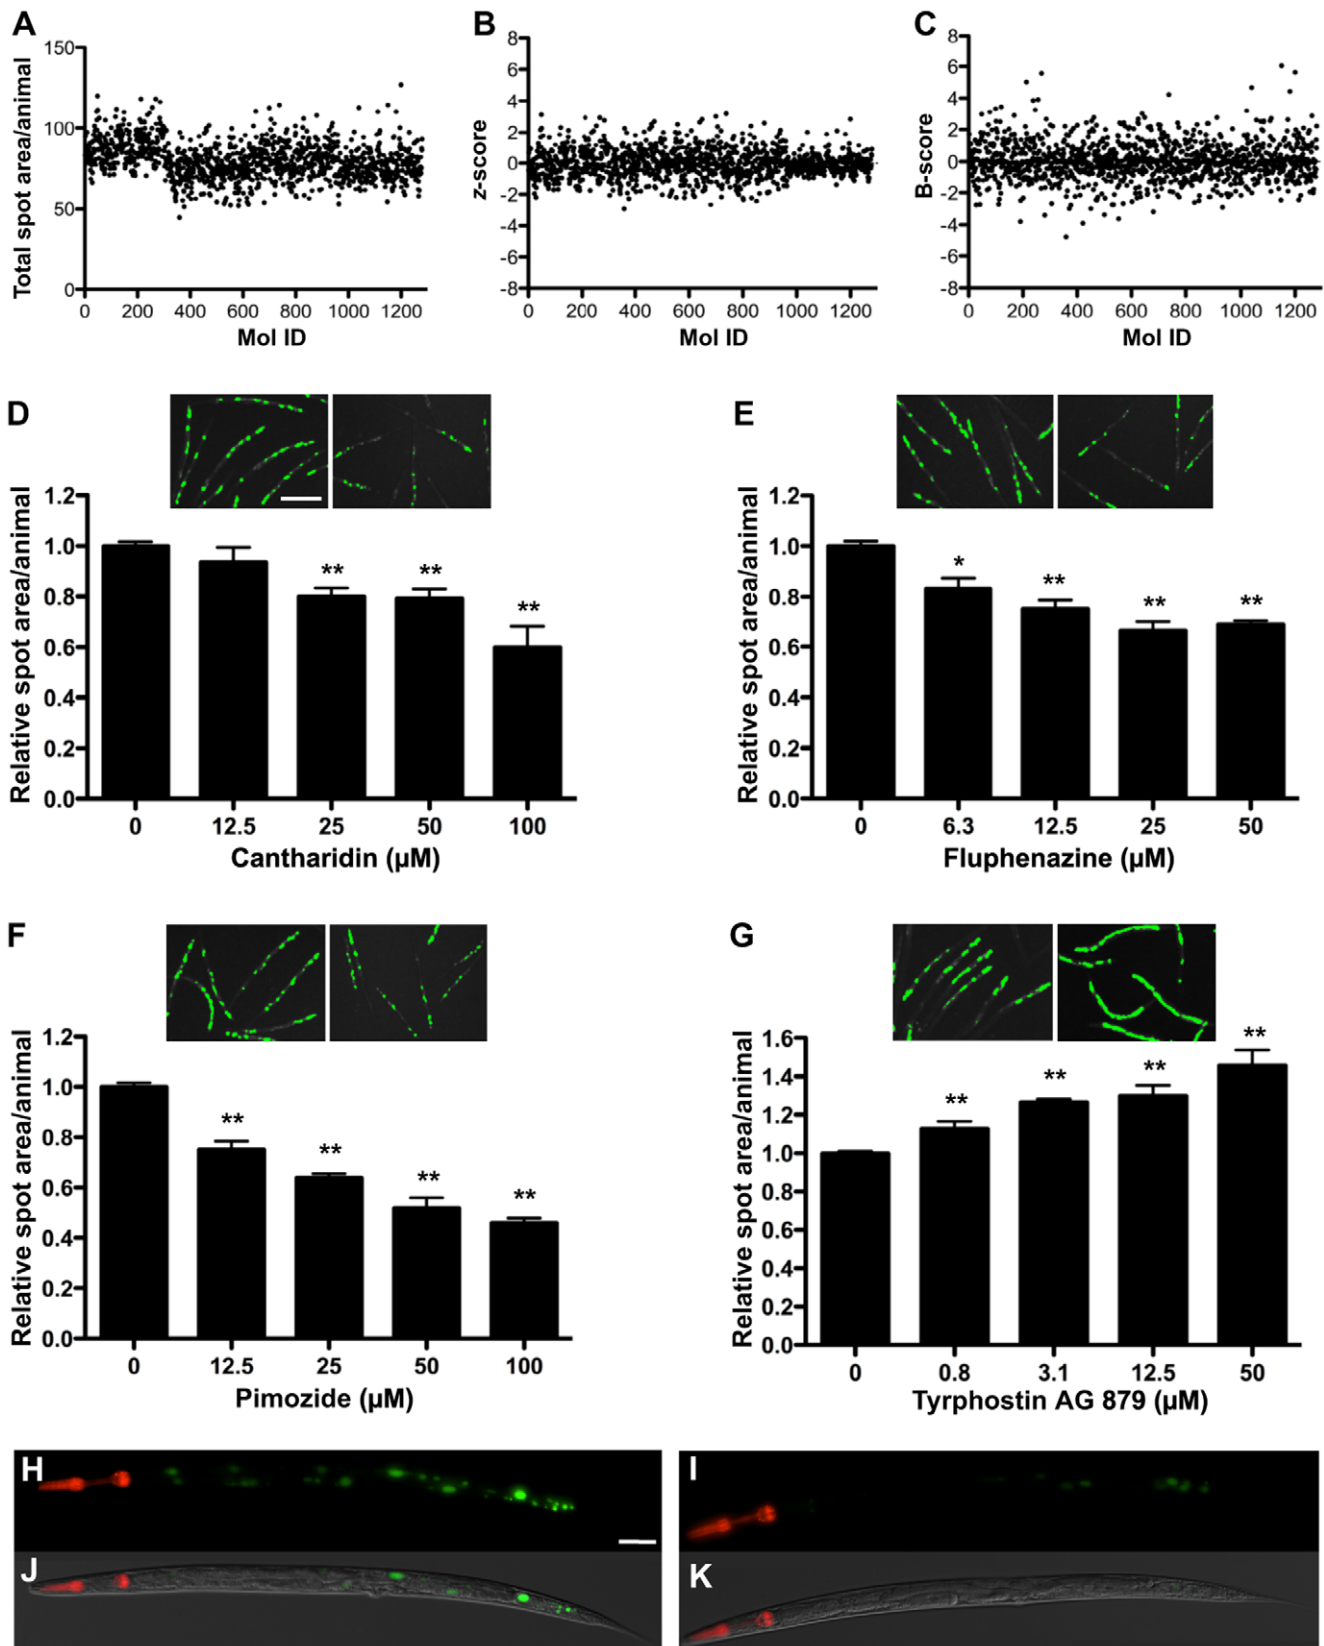 A
Total spot area/animal
150
100
50
0
0 200 400 600 800 1000 1200
Mol ID
B
z-score
8
6
4
2
0
-2
-4
-6
-8
0 200 400 600 800 1000 1200
Mol ID
C
B-score
8
6
4
2
0
-2
-4
-6
-8
0 200 400 600 800 1000 1200
Mol ID
D
Relative spot area/animal
1.2
1.0
0.8
0.6
0.4
0.2
0.0
** ** **
0 12.5 25 50 100
Cantharidin (µM)
E
Relative spot area/animal
1.2
1.0
0.8
0.6
0.4
0.2
0.0
* ** ** **
0 6.3 12.5 25 50
Fluphenazine (µM)
F
Relative spot area/animal
1.2
1.0
0.8
0.6
0.4
0.2
0.0
** ** ** **
0 12.5 25 50 100
Pimozide (µM)
G
Relative spot area/animal
1.6
1.4
1.2
1.0
0.8
0.6
0.4
0.2
0.0
** ** ** **
0 0.8 3.1 12.5 50
Tyrphostin AG 879 (µM)
H
I
J
K